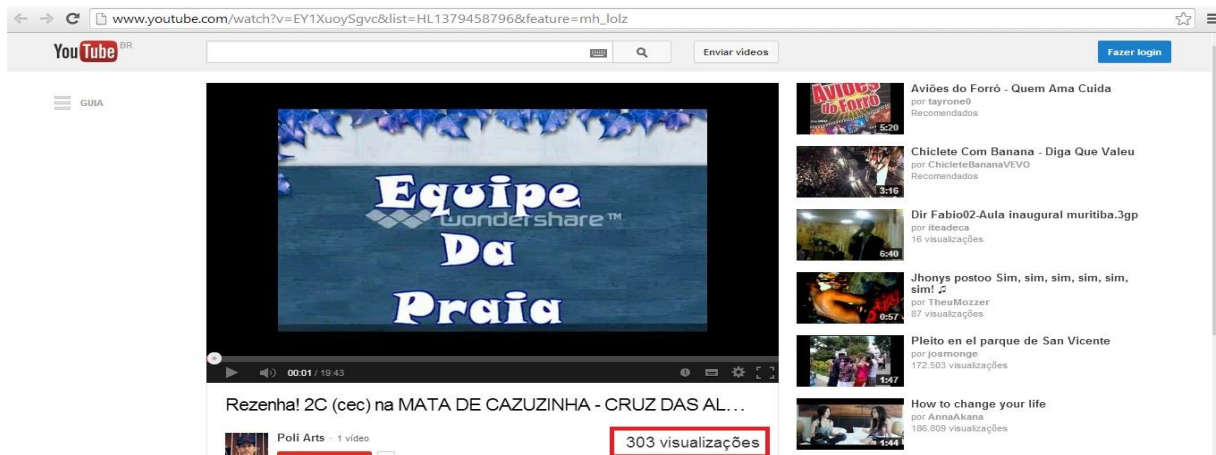 www.youtube.com/watch?v=EY1XuoySgvc&list=HL1379458796&feature=mh_lolz
YouTube BR
Enviar vídeos
Fazer login
GUIA
Equipe
wondershare™
Da
Praia
00:01 / 19:43
Rezenha! 2C (cec) na MATA DE CAZUZINHA - CRUZ DAS AL...
Poli Arts - 1 vídeo
303 visualizações
Aviões do Forró
5:20
Aviões do Forró - Quem Ama Cuida
por tayrone0
Recomendados
3:16
Chiclete Com Banana - Diga Que Valeu
por ChicleteBananaVEVO
Recomendados
6:40
Dir Fabio02-Aula inaugural muritiba.3gp
por iteadeca
16 visualizações
0:57
Jhonys postoo Sim, sim, sim, sim, sim,
sim! ♫
por TheuMozzer
87 visualizações
1:47
Pleito en el parque de San Vicente
por josmonge
172.503 visualizações
1:44
How to change your life
por AnnaAkana
186.809 visualizações